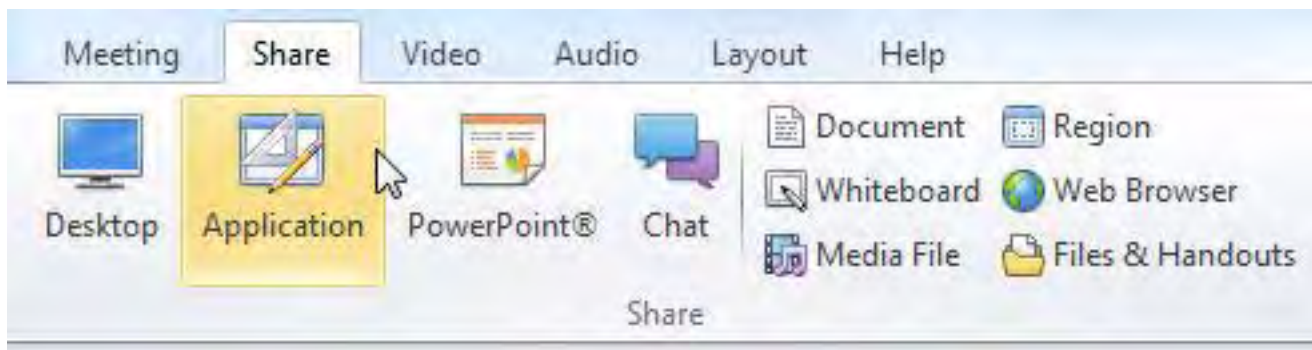 Meeting Share Video Audio Layout Help
Desktop Application PowerPoint® Chat
Document Region
Whiteboard Web Browser
Media File Files & Handouts
Share